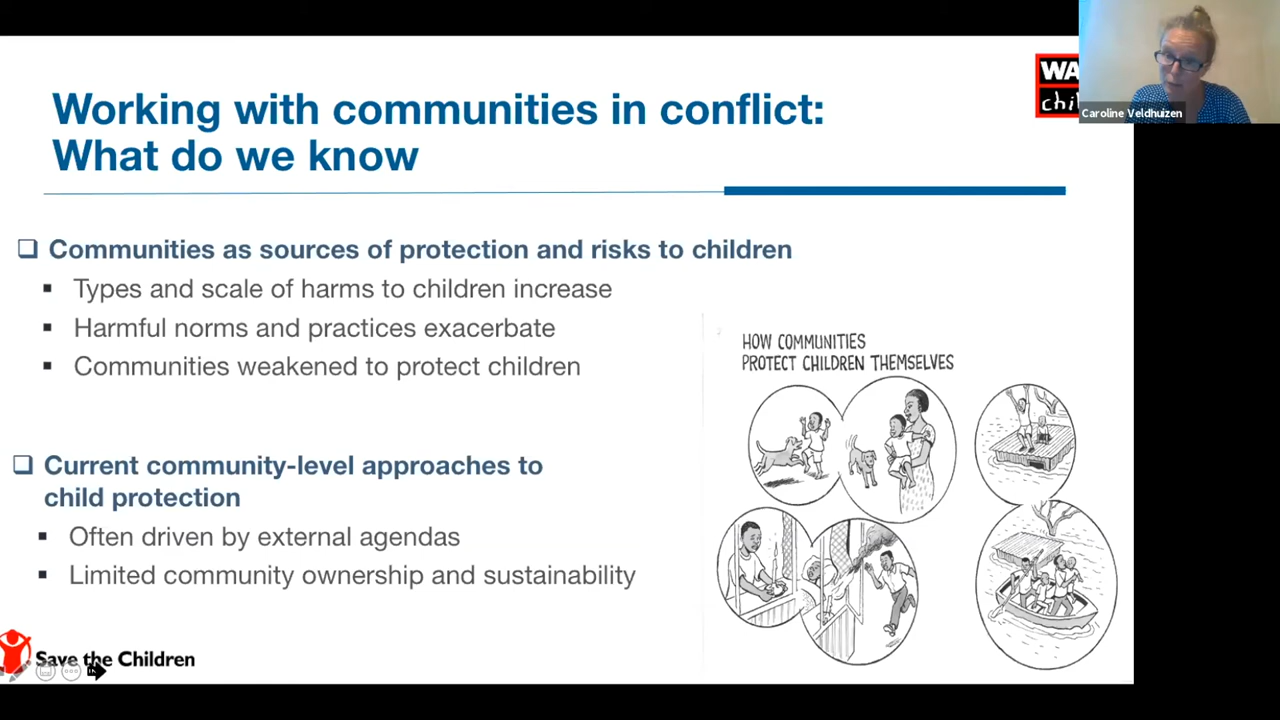 Working with communities in conflict:
What do we know
WA
chi
Caroline Veldhuizen
Communities as sources of protection and risks to children
Types and scale of harms to children increase
Harmful norms and practices exacerbate
Communities weakened to protect children
HOW COMMUNITIES
PROTECT CHILDREN THEMSELVES
Current community-level approaches to
child protection
Often driven by external agendas
Limited community ownership and sustainability
Save the Children